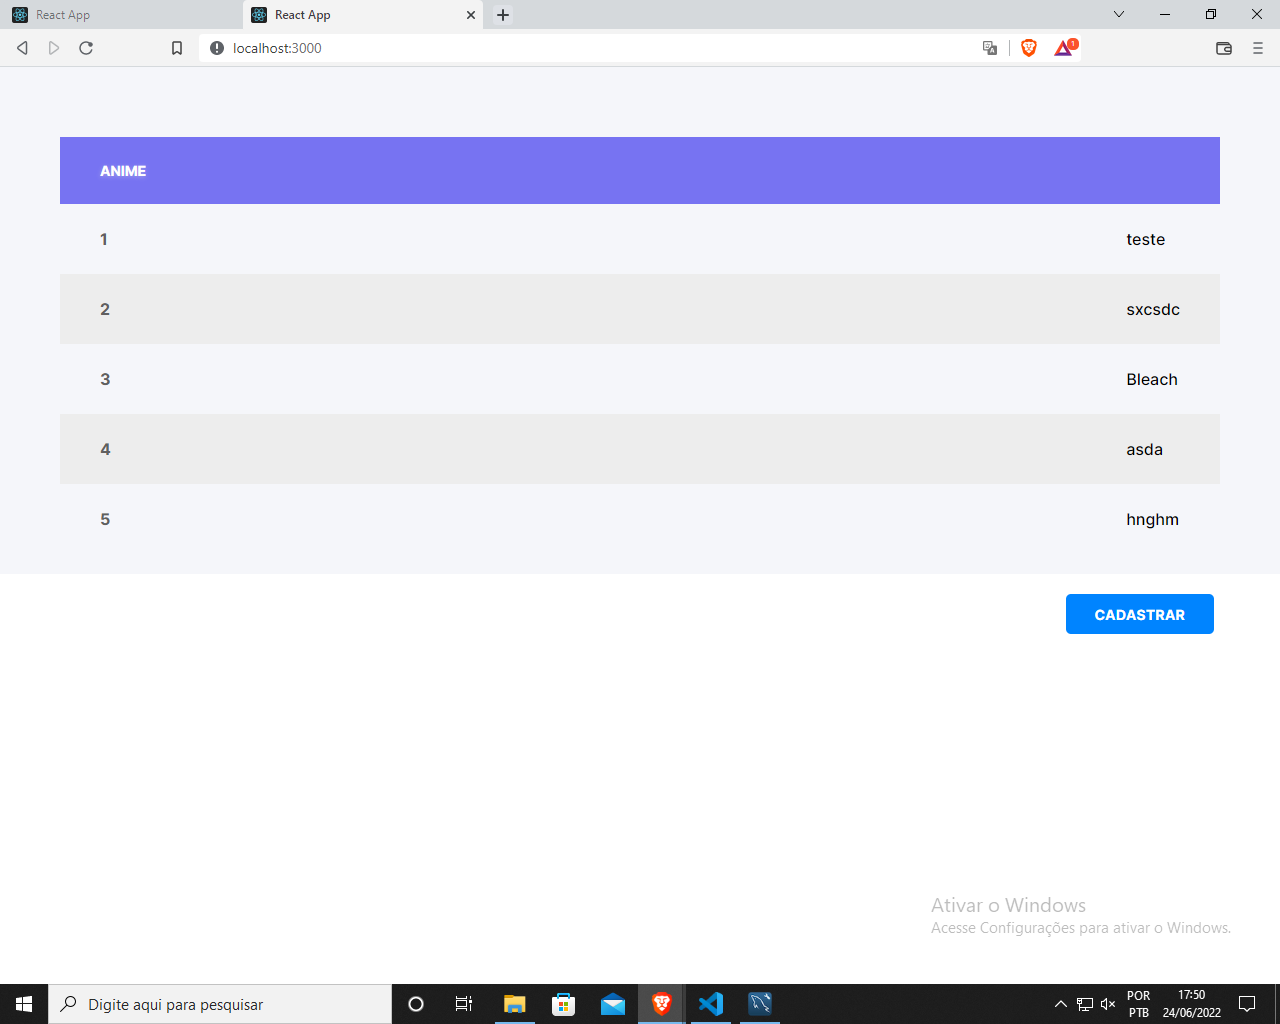 React App
React App
localhost:3000
1
ANIME
1 teste
2 sxcsdc
3 Bleach
4 asda
5 hnghm
CADASTRAR
Ativar o Windows
Acesse Configurações para ativar o Windows.
Digite aqui para pesquisar
POR
PTB
17:50
24/06/2022